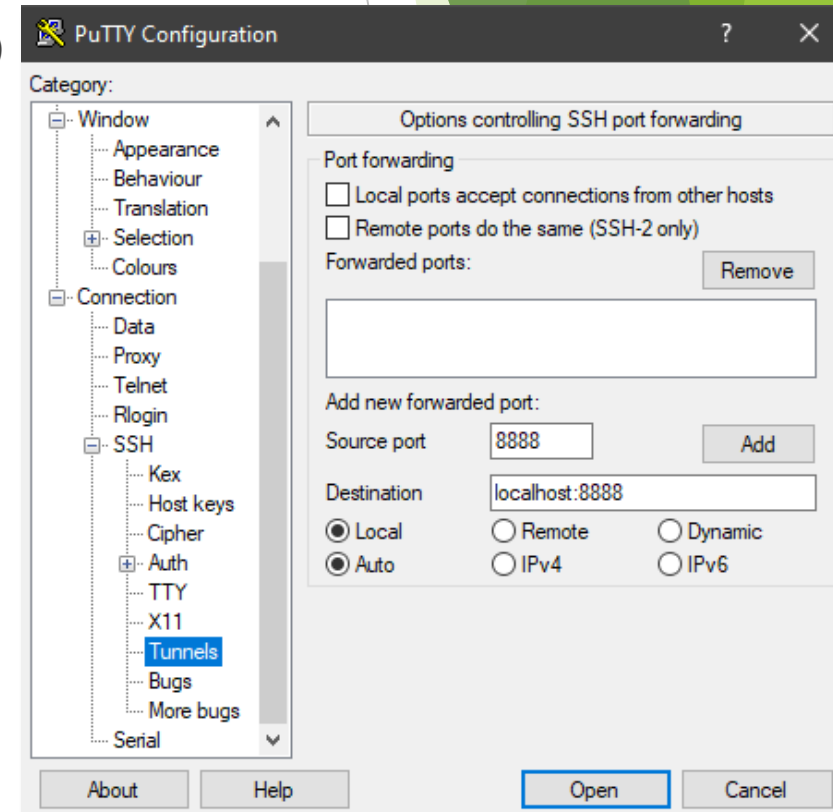 PuTTY Configuration
?
Category:
Window
Appearance
Behaviour
Translation
Selection
Colours
Connection
Data
Proxy
Telnet
Rlogin
SSH
Kex
Host keys
Cipher
Auth
TTY
X11
Tunnels
Bugs
More bugs
Serial
Options controlling SSH port forwarding
Port forwarding
Local ports accept connections from other hosts
Remote ports do the same (SSH-2 only)
Forwarded ports:
Remove
Add new forwarded port:
Source port 8888 Add
Destination localhost:8888
Local Remote Dynamic
Auto IPv4 IPv6
About Help Open Cancel